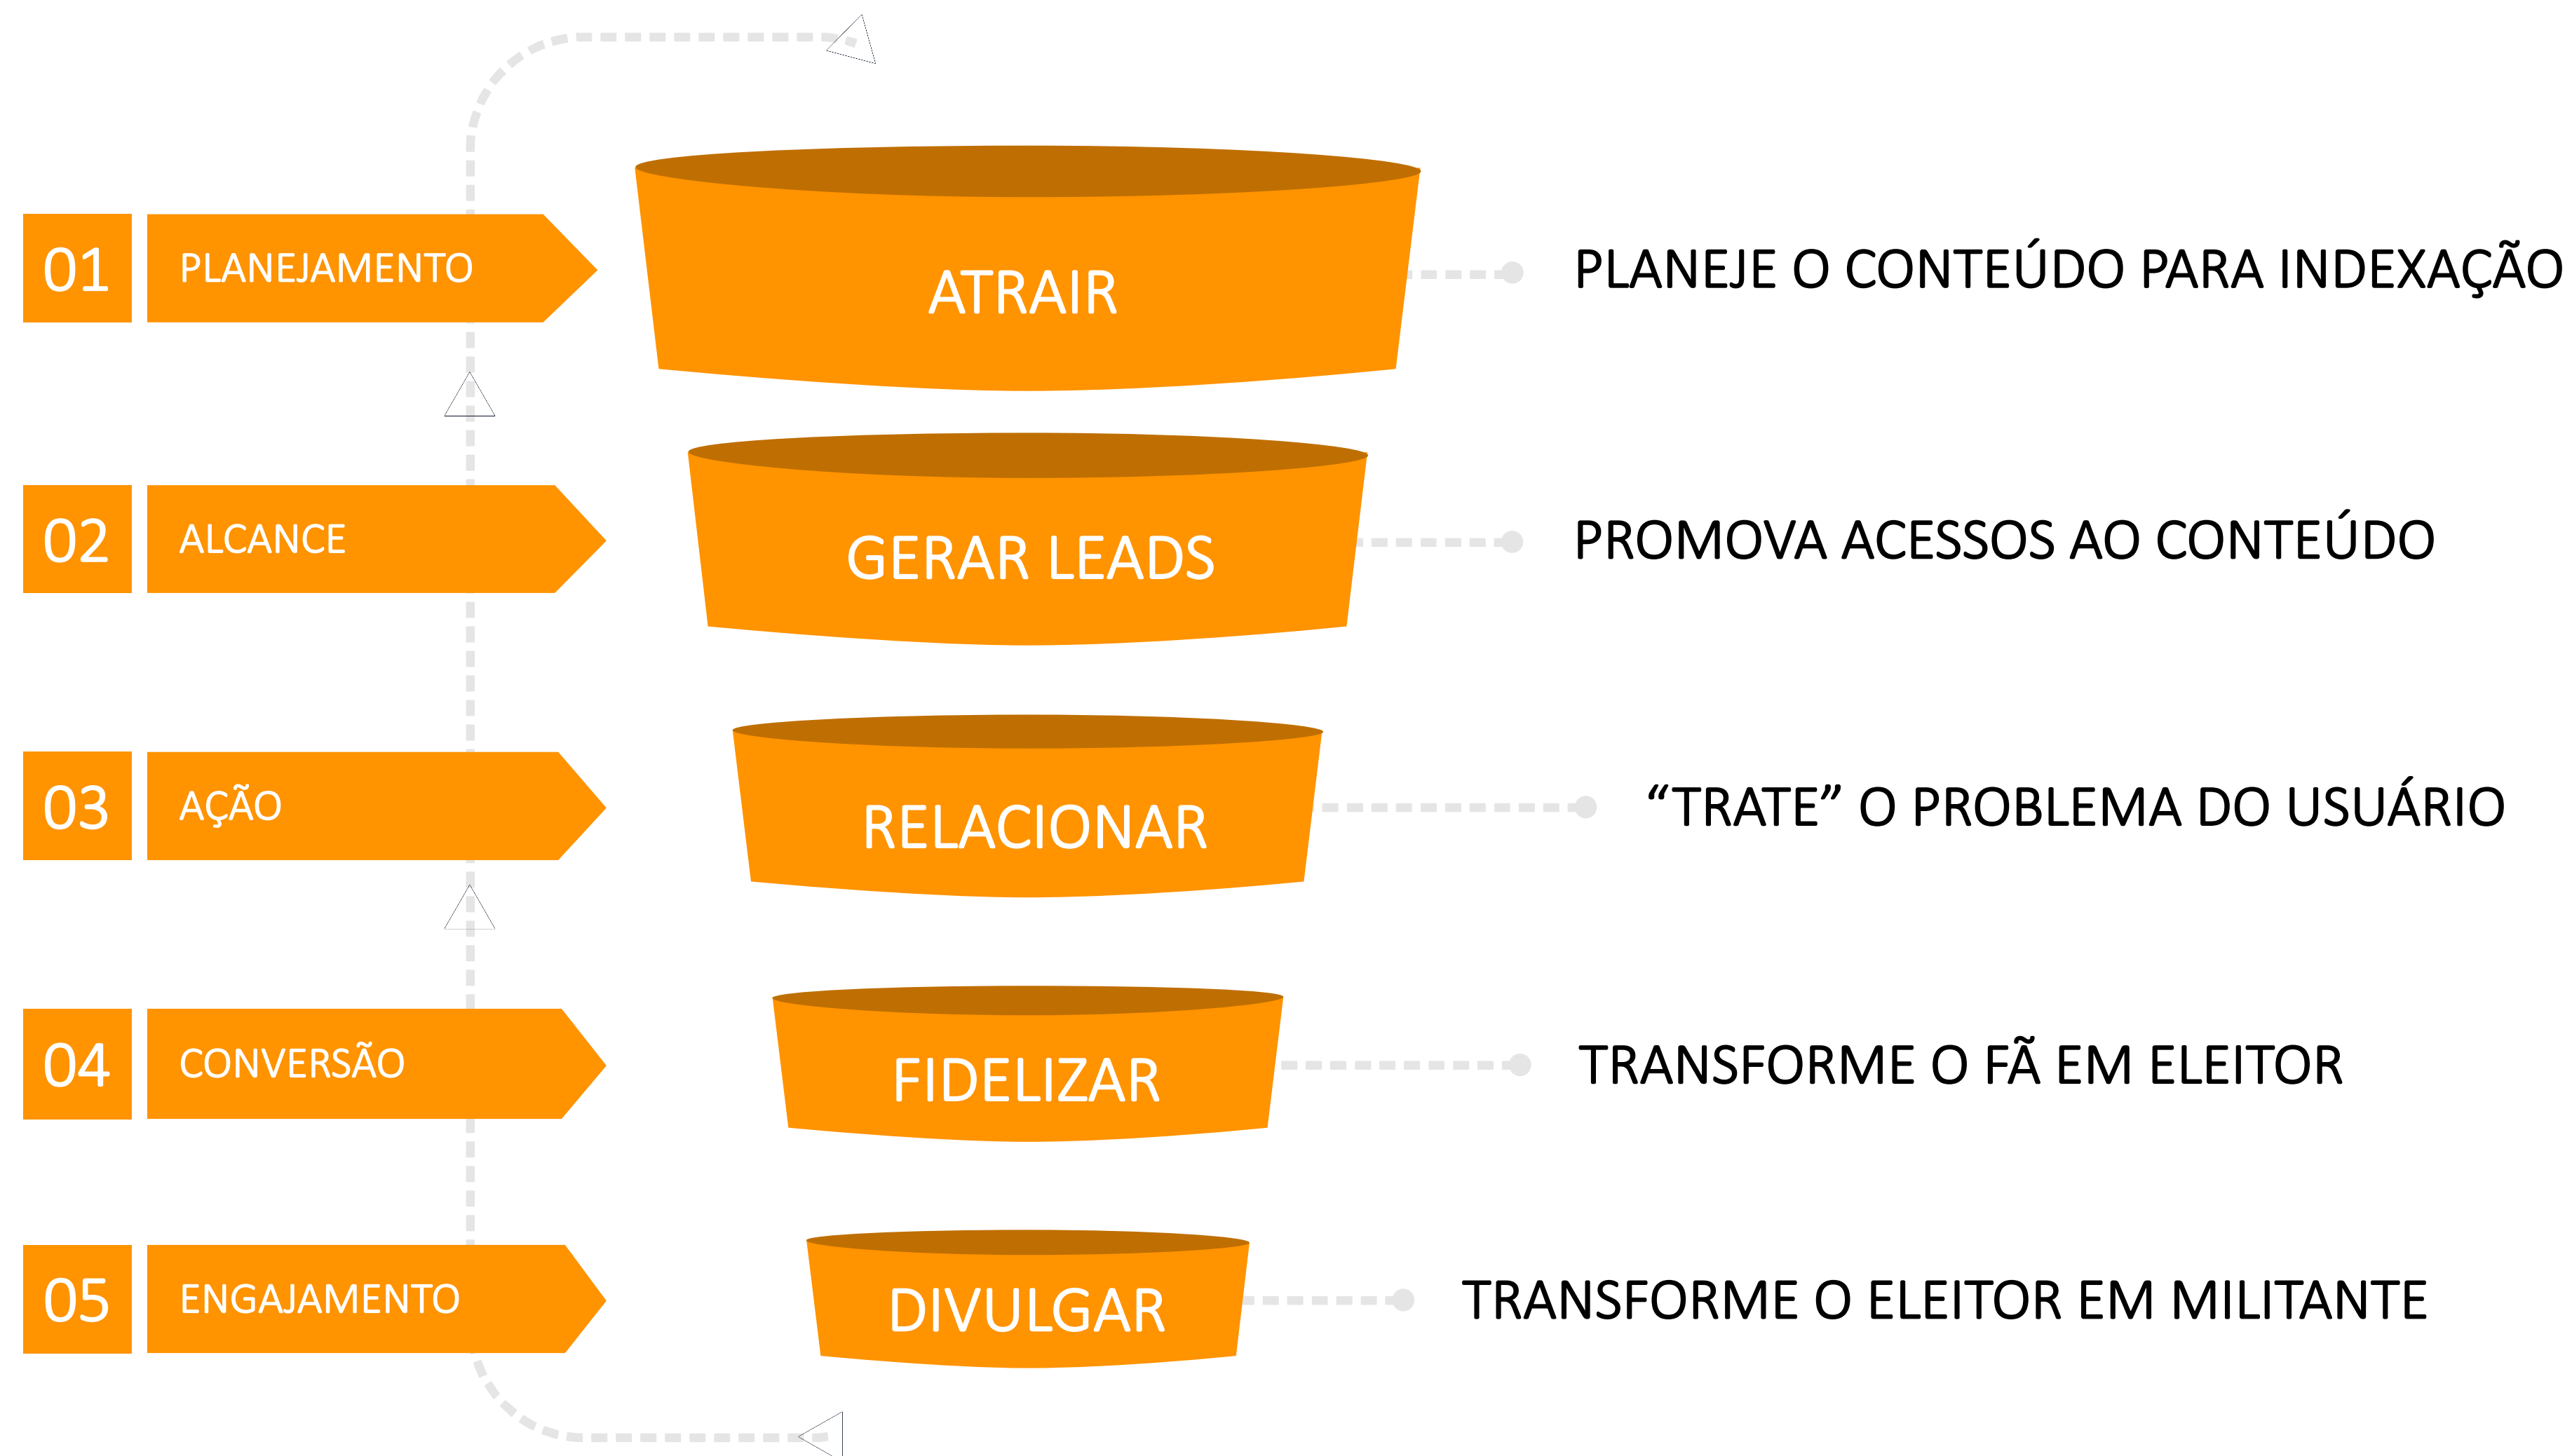 01 PLANEJAMENTO ATRAIR PLANEJE O CONTEÚDO PARA INDEXAÇÃO
02 ALCANCE GERAR LEADS PROMOVA ACESSOS AO CONTEÚDO
03 AÇÃO RELACIONAR “TRATE” O PROBLEMA DO USUÁRIO
04 CONVERSÃO FIDELIZAR TRANSFORME O FÃ EM ELEITOR
05 ENGAJAMENTO DIVULGAR TRANSFORME O ELEITOR EM MILITANTE